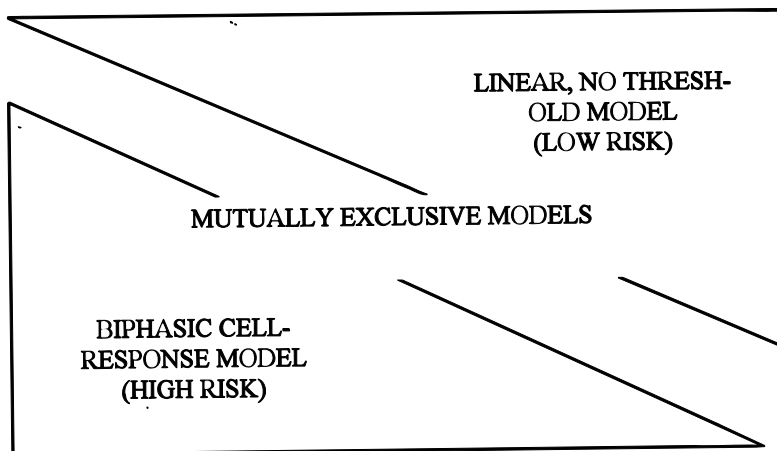 LINEAR, NO THRESH-
OLD MODEL
(LOW RISK)
MUTUALLY EXCLUSIVE MODELS
BIPHASIC CELL-
RESPONSE MODEL
(HIGH RISK)